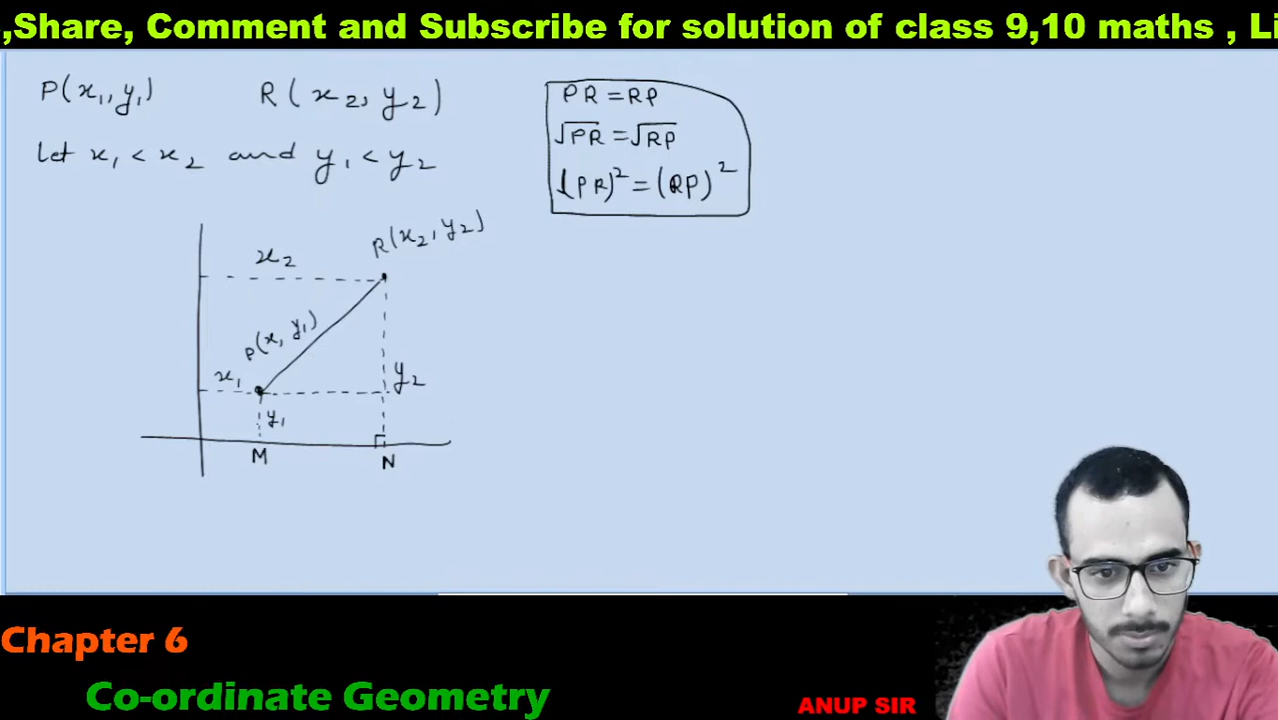 ,Share, Comment and Subscribe for solution of class 9,10 maths , Li
P(x₁, y₁) R(x₂, y₂)
Let x₁ < x₂ and y₁ < y₂
PR = RP
√PR = √RP
(PR)² = (RP)²
R(x₂, y₂)
x₂
P(x, y₁)
x₁
y₂
y₁
M
N
Chapter 6
Co-ordinate Geometry
ANUP SIR